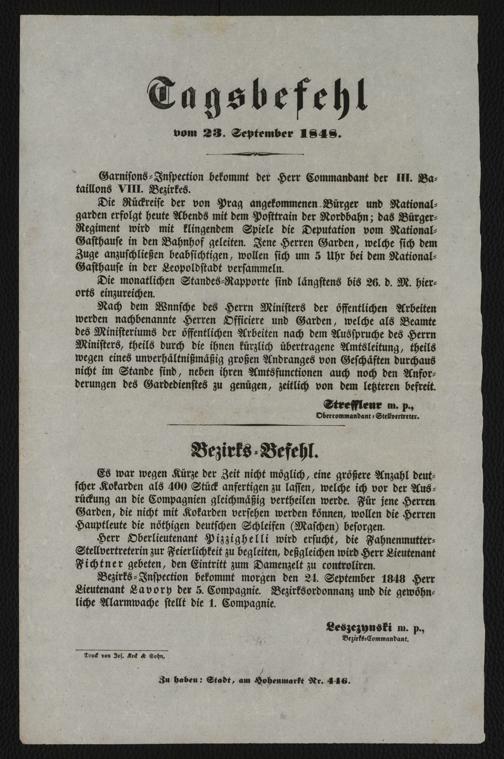 Tagsbefehl
vom 23. September 1848.
Garnisons-Inspection bekommt der Herr Commandant der III. Ba-
taillons VIII. Bezirkes.
Die Rückreise der von Prag angekommenen Bürger und National-
garden erfolgt heute Abends mit dem Posttrain der Nordbahn; das Bürger-
Regiment wird mit klingendem Spiele die Deputation vom National-
Gasthause in den Bahnhof geleiten. Jene Herren Garden, welche sich dem
Zuge anzuschließen beabsichtigen, wollen sich um 5 Uhr bei dem National-
Gasthause in der Leopoldstadt versammeln.
Die monatlichen Standes-Rapporte sind längstens bis 26. d. M. hier-
orts einzureichen.
Nach dem Wnnsche des Herrn Ministers der öffentlichen Arbeiten
werden nachbenannte Herren Officiere und Garden, welche als Beamte
des Ministeriums der öffentlichen Arbeiten nach dem Ausspruche des Herrn
Ministers, theils durch die ihnen kürzlich übertragene Amtsleitung, theils
wegen eines unverhältnißmäßig großen Andranges von Geschäften durchaus
nicht im Stande sind, neben ihren Amtsfunctionen auch noch den Anfor-
derungen des Gardedienstes zu genügen, zeitlich von dem letzteren befreit.
Streffleur m. p.,
Obercommandant-Stellvertreter.
Bezirks-Befehl.
Es war wegen Kürze der Zeit nicht möglich, eine größere Anzahl deut-
scher Kokarden als 400 Stück anfertigen zu lassen, welche ich vor der Aus-
rückung an die Compagnien gleichmäßig vertheilen werde. Für jene Herren
Garden, die nicht mit Kokarden versehen werden können, wollen die Herren
Hauptleute die nöthigen deutschen Schleifen (Maschen) besorgen.
Herr Oberlieutenant Pizzighelli wird ersucht, die Fahnenmutter-
Stellvertreterin zur Feierlichkeit zu begleiten, deßgleichen wird Herr Lieutenant
Fichtner gebeten, den Eintritt zum Damenzelt zu controliren.
Bezirks-Inspection bekommt morgen den 24. September 1848 Herr
Lieutenant Lavory der 5. Compagnie. Bezirksordonnanz und die gewöhn-
liche Alarmwache stellt die 1. Compagnie.
Leszczynski m. p.,
Bezirks-Commandant.
Druck von Jos. Keck & Sohn.
Zu haben: Stadt, am Hohenmarkt Nr. 446.